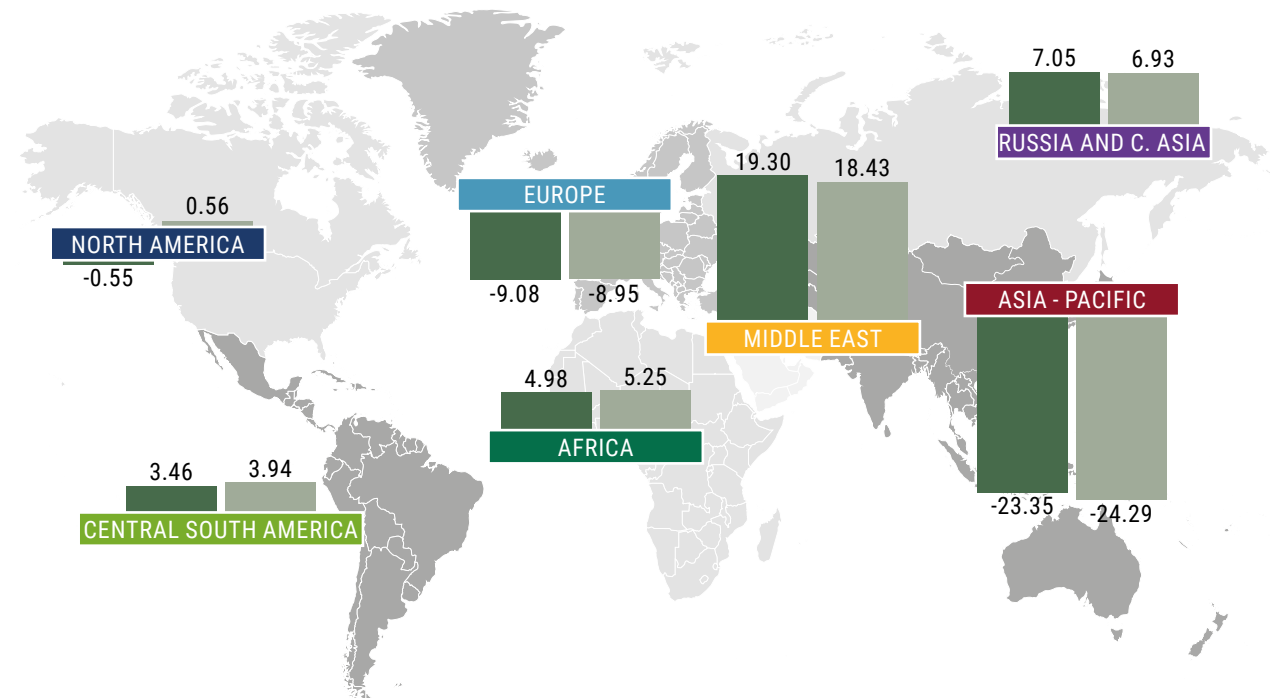 7.05
6.93
RUSSIA AND C. ASIA
19.30
18.43
EUROPE
0.56
NORTH AMERICA
-0.55
-9.08
-8.95
ASIA - PACIFIC
MIDDLE EAST
4.98
5.25
AFRICA
3.46
3.94
CENTRAL SOUTH AMERICA
-23.35
-24.29